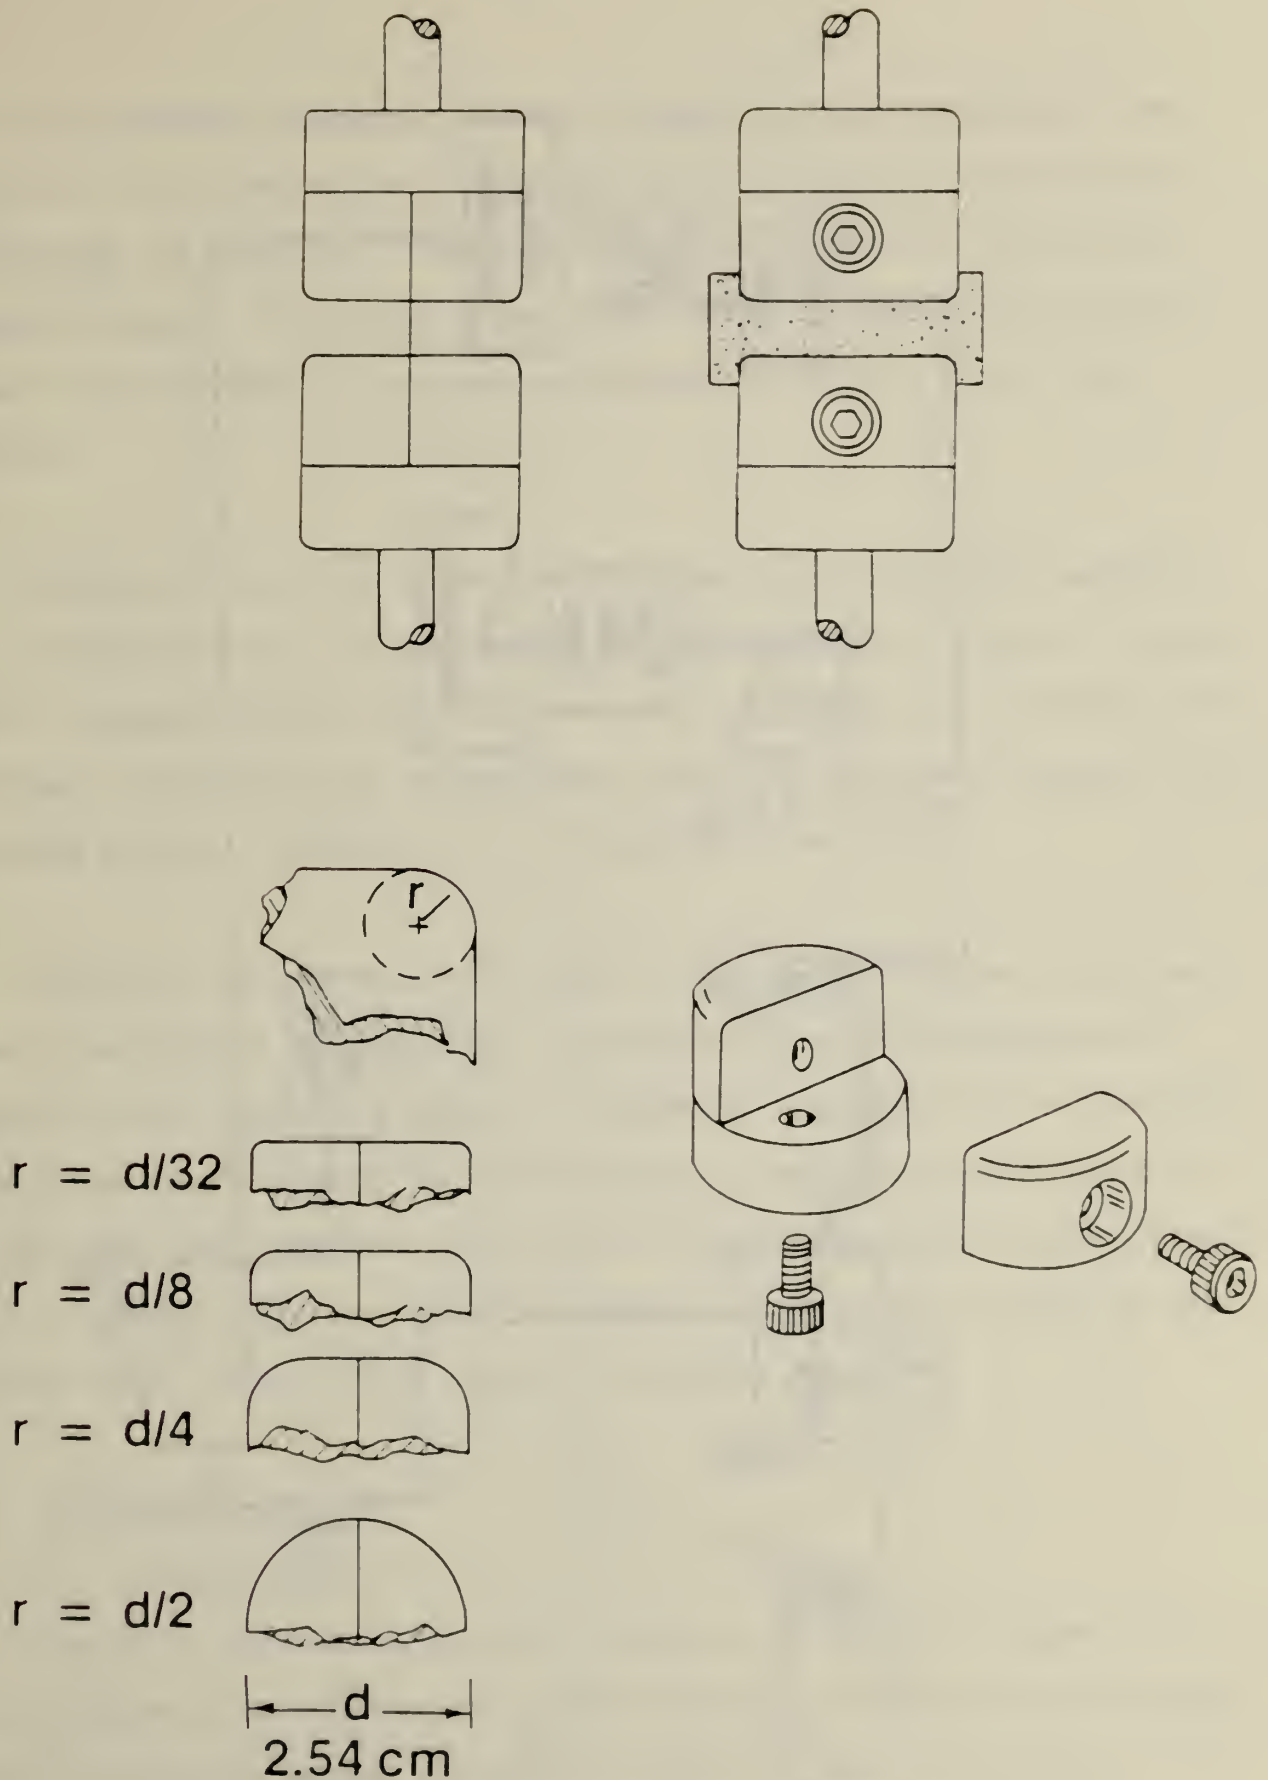 r
r = d/32
r = d/8
r = d/4
r = d/2
d
2.54 cm